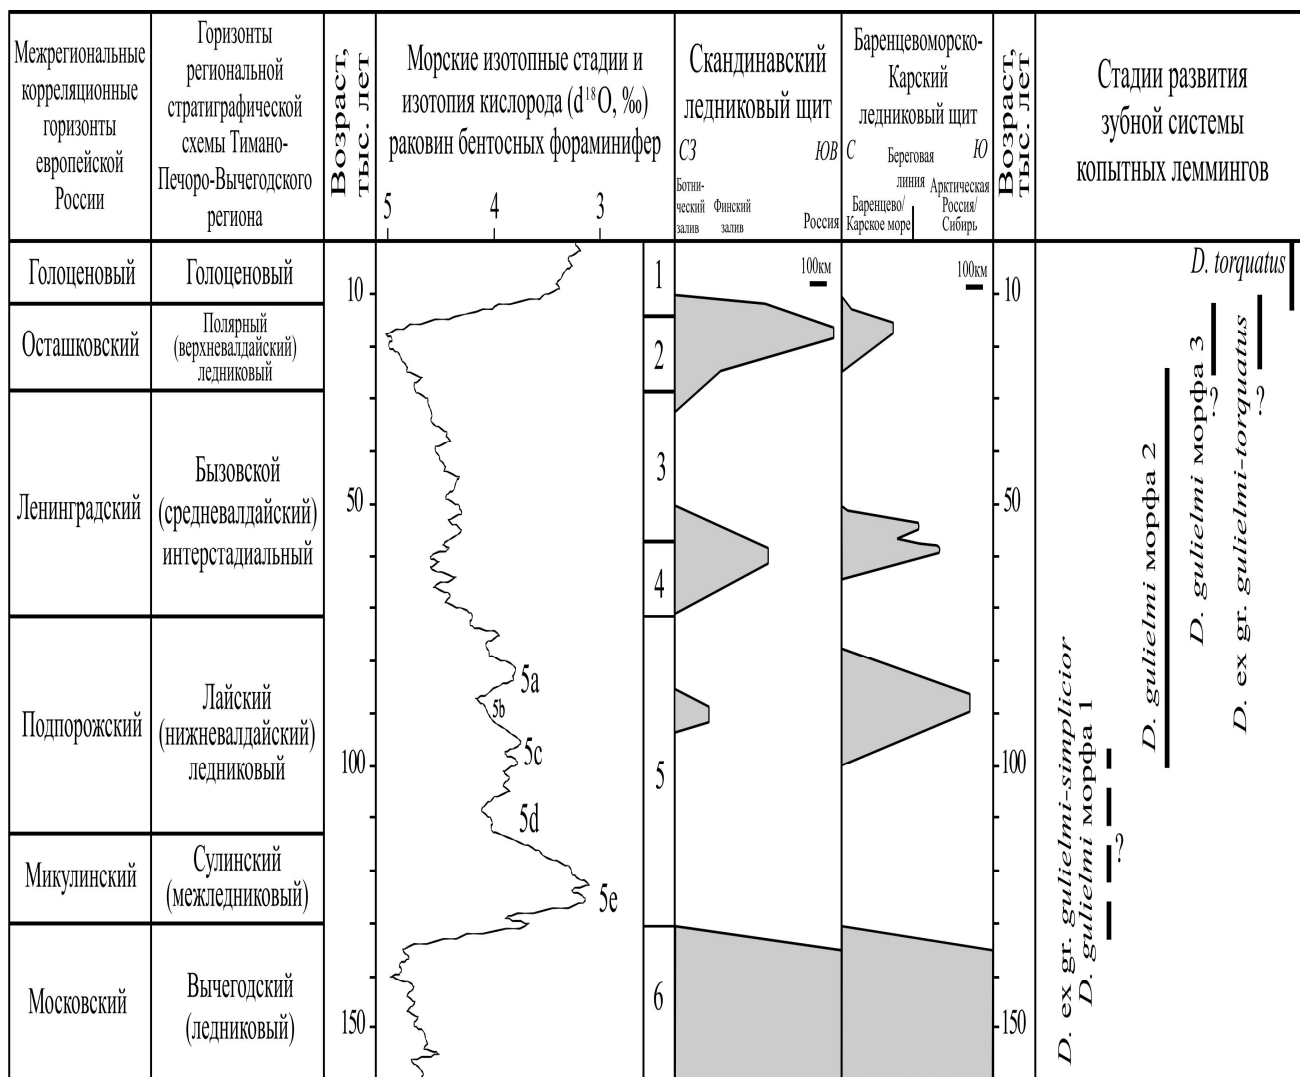 Межрегиональные
корреляционные
горизонты
европейской
России
Горизонты
региональной
стратиграфической
схемы Тимано-
Печоро-Вычегодского
региона
Возраст,
тыс. лет
Морские изотопные стадии и
изотопия кислорода (d¹⁸O, ‰)
раковин бентосных фораминифер
5 4 3
Скандинавский
ледниковый щит
СЗ ЮВ
Ботни-
ческий
залив
Финский
залив
Россия
Баренцевоморско-
Карский
ледниковый щит
С Ю
Береговая
линия
Баренцево/
Карское море
Арктическая
Россия/
Сибирь
Возраст,
тыс. лет
Стадии развития
зубной системы
копытных леммингов
Голоценовый
Голоценовый
10
1
100км
100км
10
D. torquatus
Осташковский
Полярный
(верхневалдайский)
ледниковый
2
Ленинградский
Бызовской
(средневалдайский)
интерстадиальный
50
3
4
50
Подпорожский
Лайский
(нижневалдайский)
ледниковый
100
5a
5b
5c
5d
5
100
Микулинский
Сулинский
(межледниковый)
5e
Московский
Вычегодский
(ледниковый)
150
6
150
D. ex gr. gulielmi-simplicior
D. gulielmi морфа 1
?
D. gulielmi морфа 2
D. gulielmi морфа 3
?
D. ex gr. gulielmi-torquatus
?